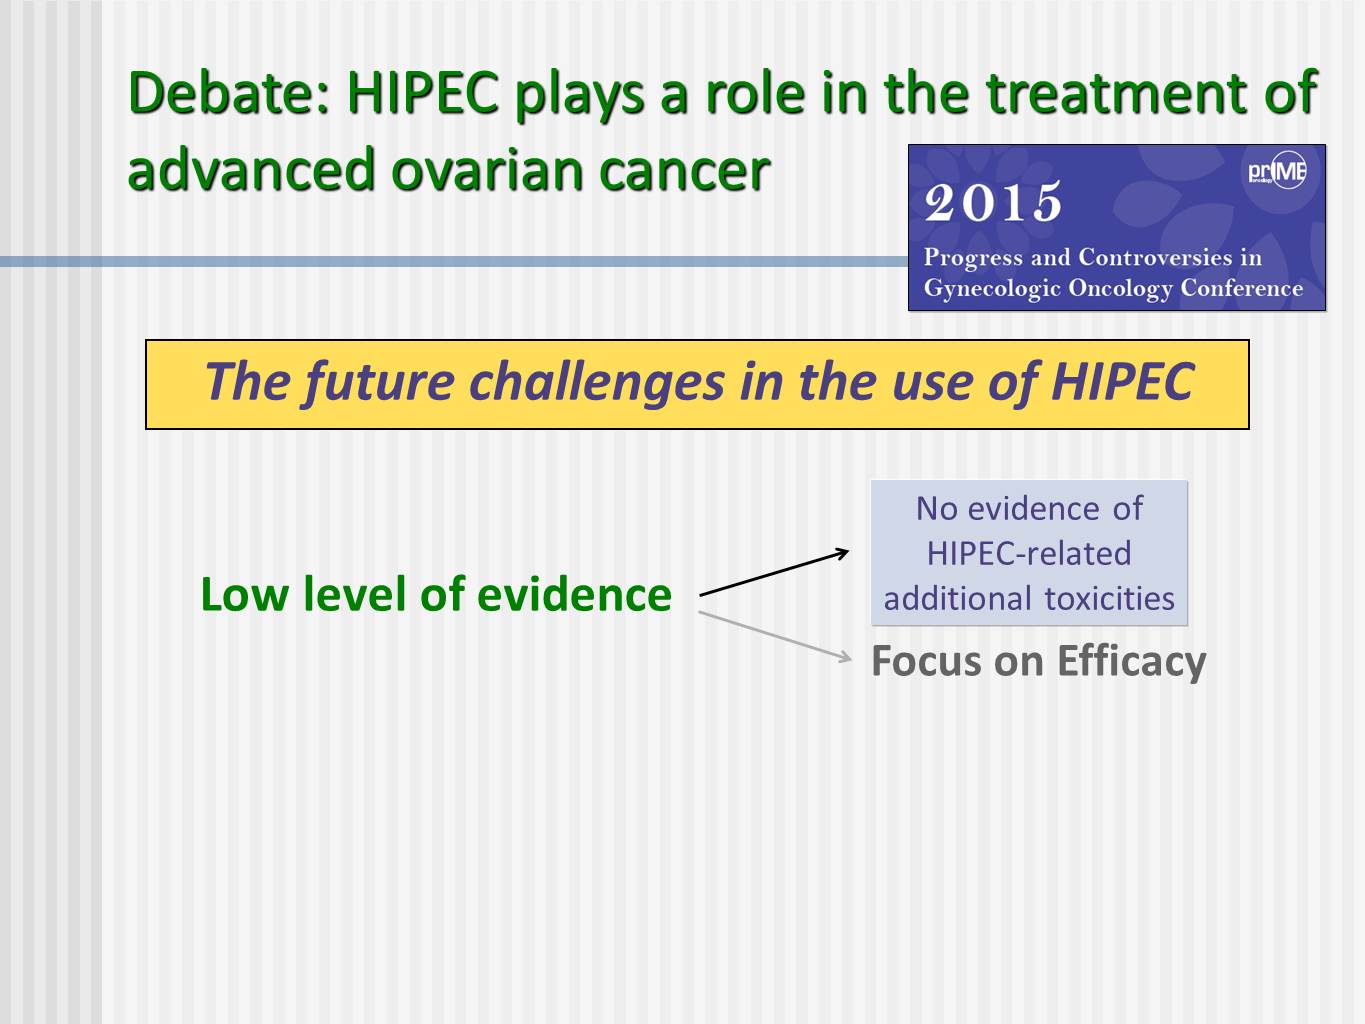 Debate: HIPEC plays a role in the treatment of
advanced ovarian cancer
prIME
2015
Progress and Controversies in
Gynecologic Oncology Conference
The future challenges in the use of HIPEC
No evidence of
HIPEC-related
additional toxicities
Low level of evidence
Focus on Efficacy